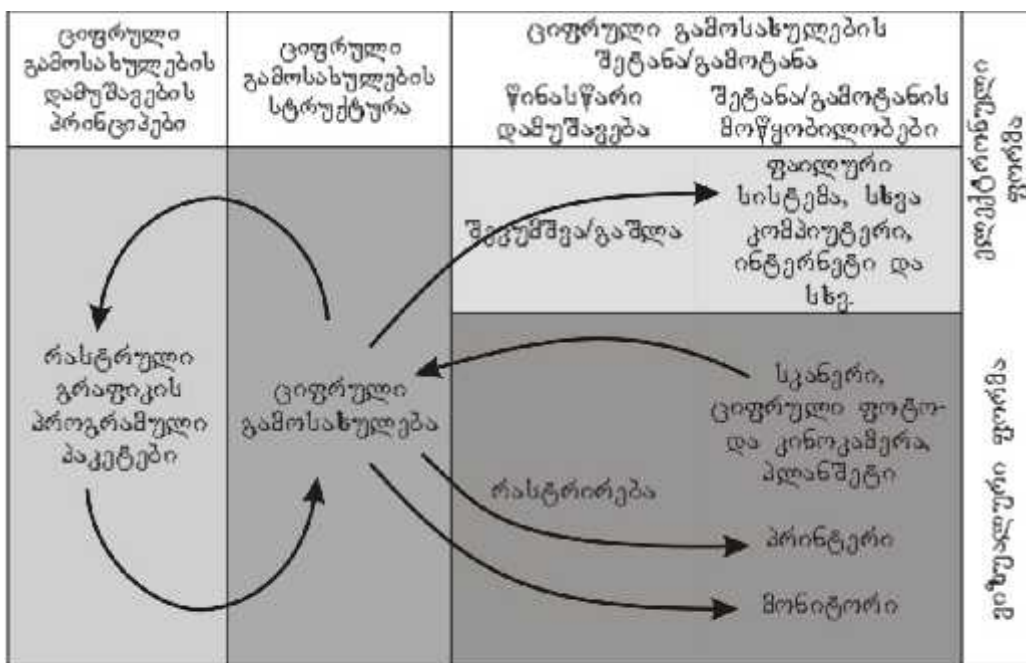 ციფრული
გამოსახულების
დამუშავების
პრინციპები
ციფრული
გამოსახულების
სტრუქტურა
ციფრული გამოსახულების
შეტანა/გამოტანა
წინასწარი
დამუშავება
შეტანა/გამოტანის
მოწყობილობები
ელექტრონული
ფორმა
შეკუმშვა/გაშლა
ფაილური
სისტემა, სხვა
კომპიუტერი,
ინტერნეტი და
სხვ.
რასტრული
გრაფიკის
პროგრამული
პაკეტები
ციფრული
გამოსახულება
სკანერი,
ციფრული ფოტო-
და კინოკამერა,
პლანშეტი
რასტრირება
პრინტერი
მონიტორი
ვიზუალური ფორმა